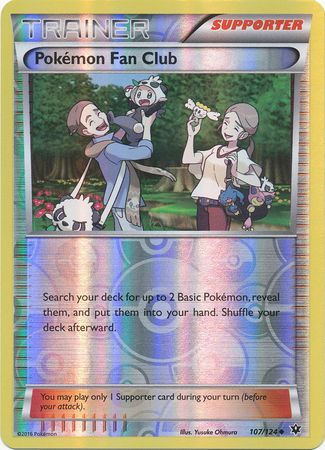 TRAINER
SUPPORTER
Pokémon Fan Club
Search your deck for up to 2 Basic Pokémon, reveal
them, and put them into your hand. Shuffle your
deck afterward.
You may play only 1 Supporter card during your turn (before
your attack).
©2016 Pokémon
Illus. Yusuke Ohmura
107/124